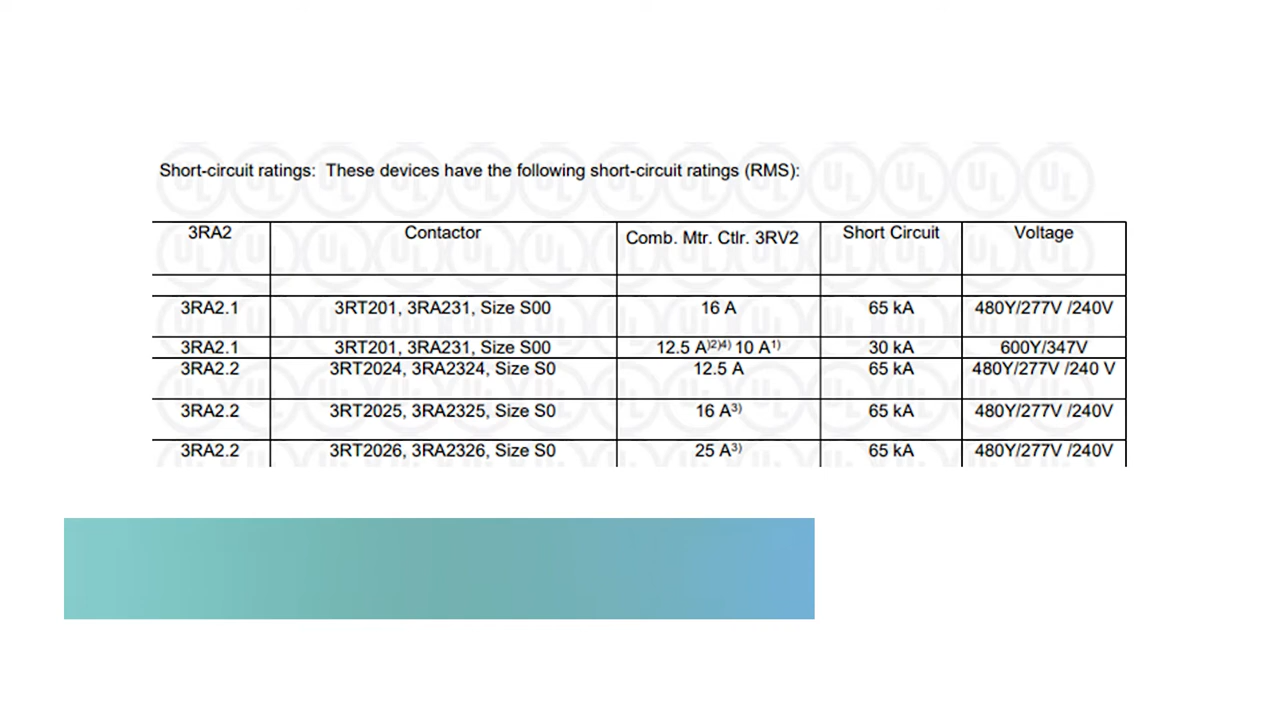 Short-circuit ratings: These devices have the following short-circuit ratings (RMS):
3RA2 Contactor Comb. Mtr. Ctlr. 3RV2 Short Circuit Voltage
3RA2.1 3RT201, 3RA231, Size S00 16 A 65 kA 480Y/277V /240V
3RA2.1 3RT201, 3RA231, Size S00 12.5 A)2)4) 10 A1) 30 kA 600Y/347V
3RA2.2 3RT2024, 3RA2324, Size S0 12.5 A 65 kA 480Y/277V /240 V
3RA2.2 3RT2025, 3RA2325, Size S0 16 A3) 65 kA 480Y/277V /240V
3RA2.2 3RT2026, 3RA2326, Size S0 25 A3) 65 kA 480Y/277V /240V